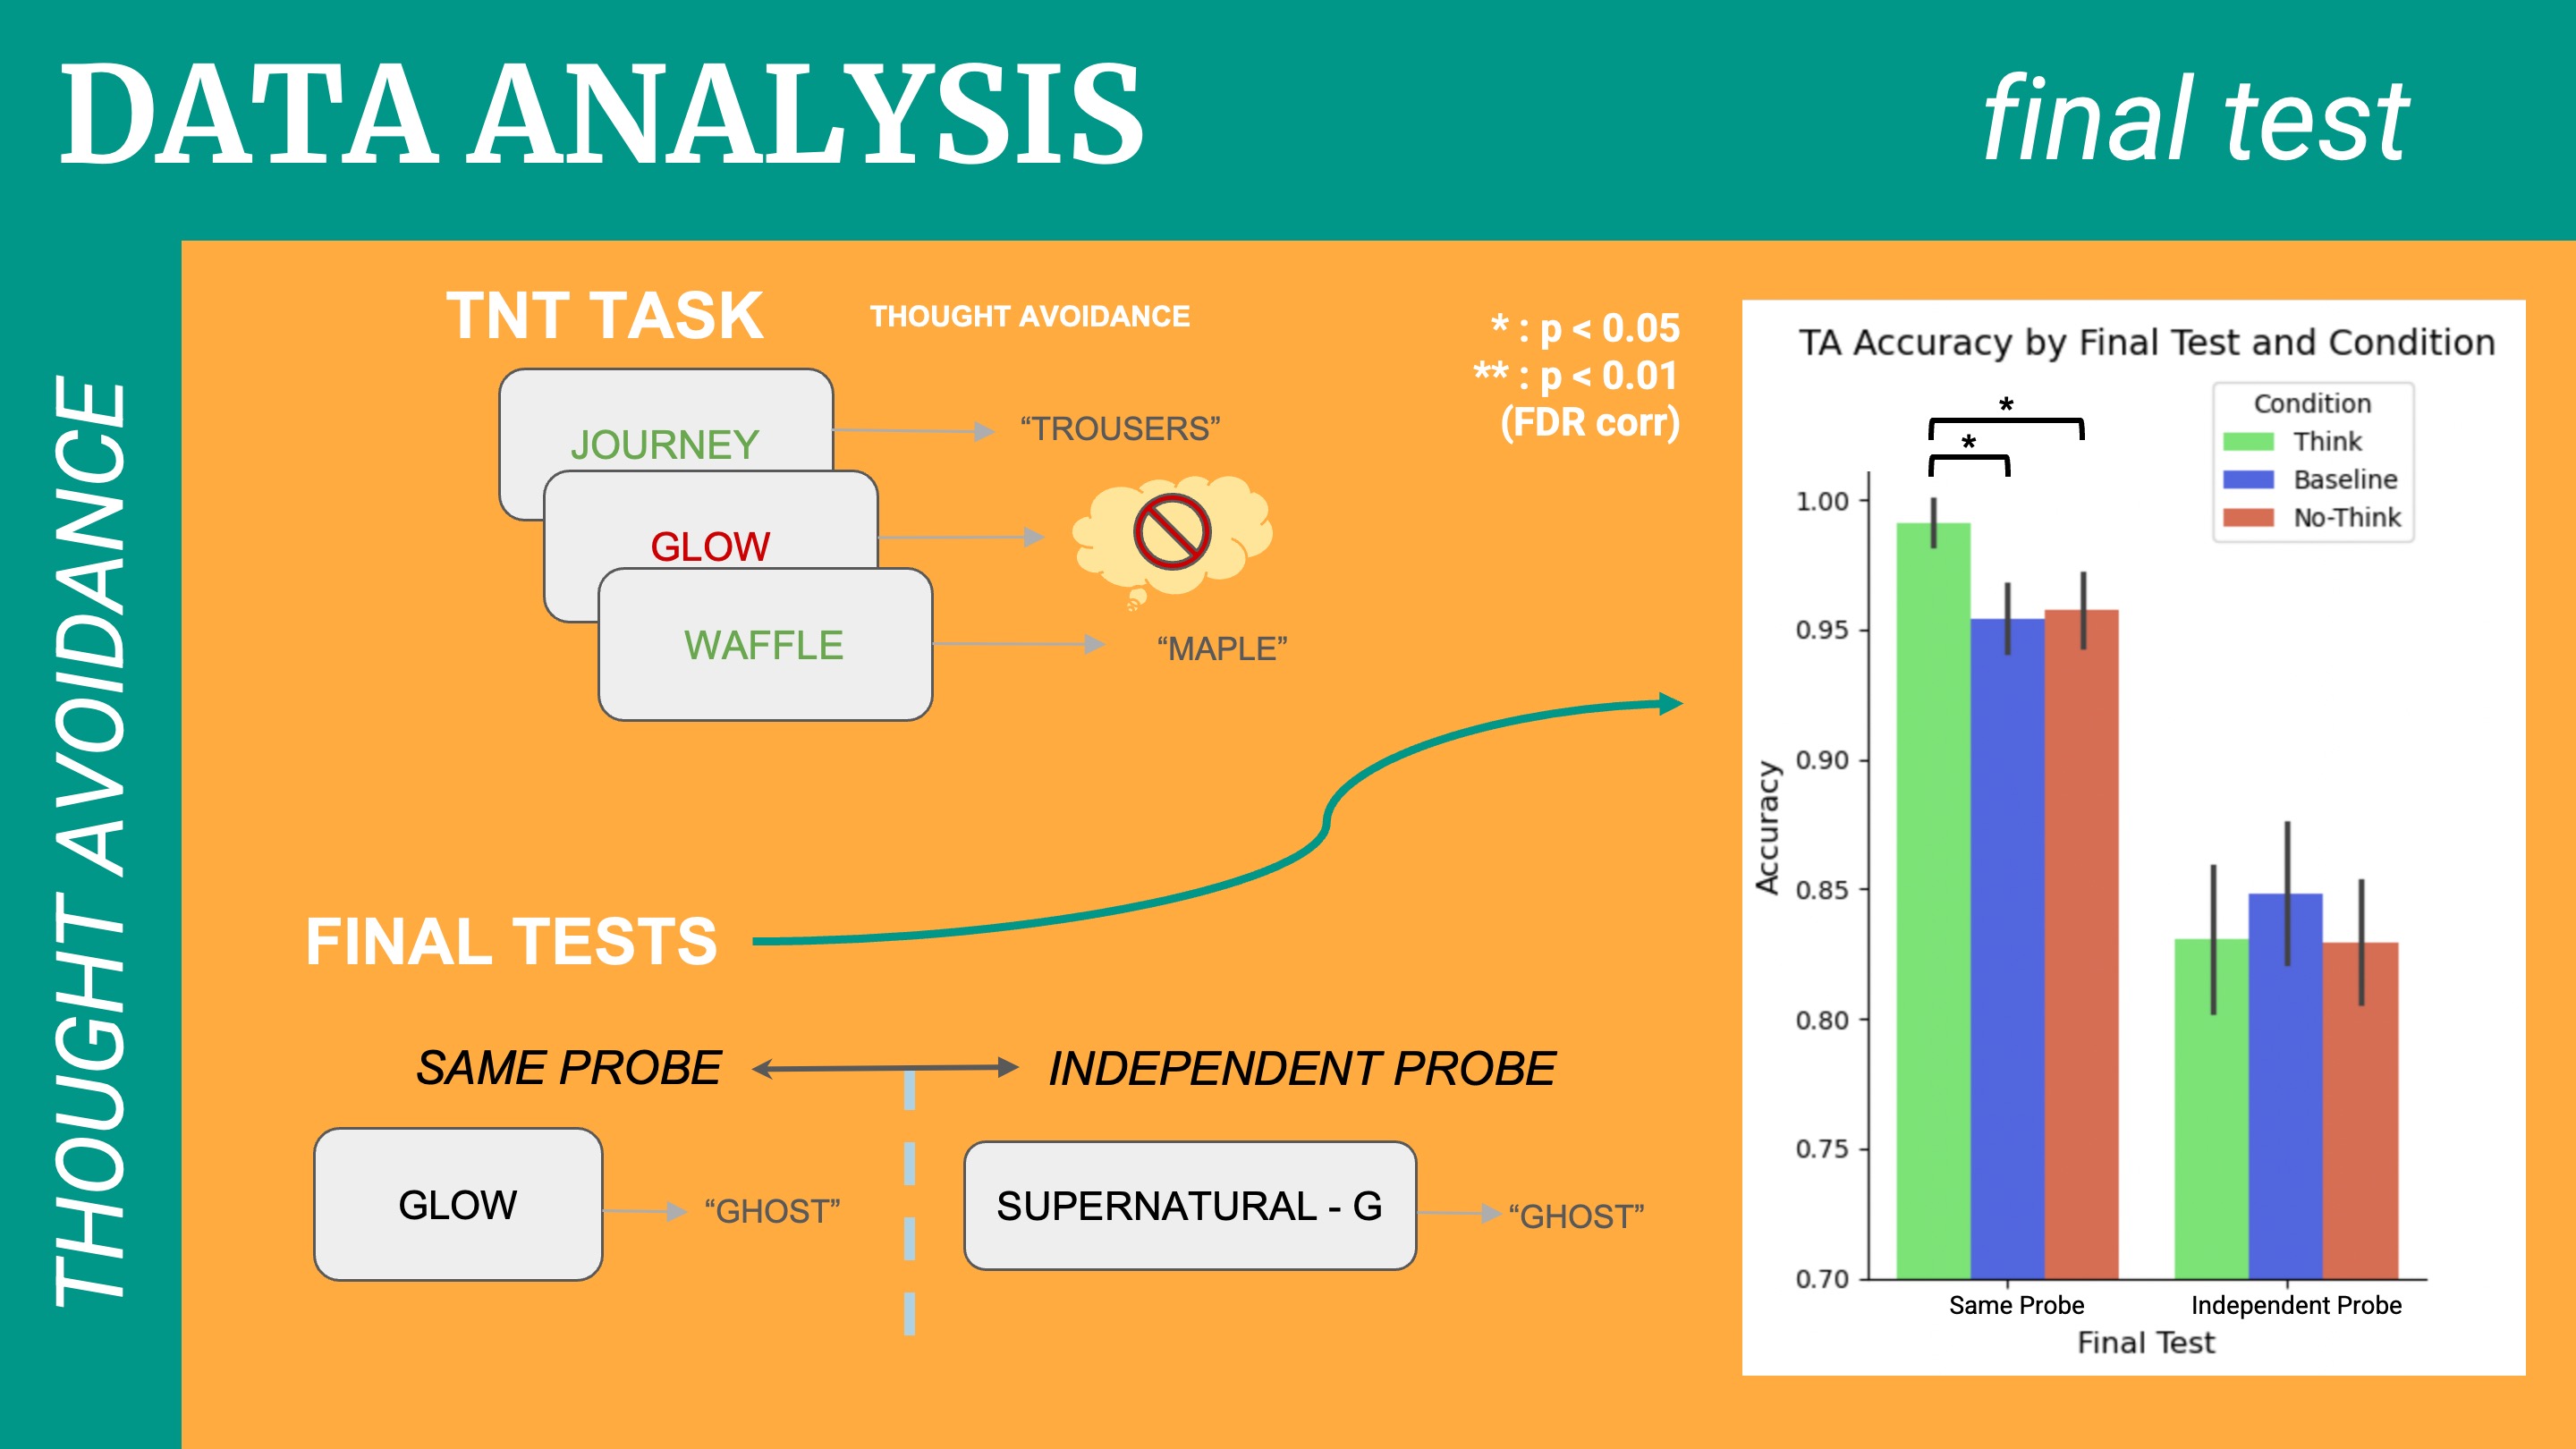 DATA ANALYSIS
final test
THOUGHT AVOIDANCE
TNT TASK
THOUGHT AVOIDANCE
JOURNEY
“TROUSERS”
GLOW
WAFFLE
“MAPLE”
* : p < 0.05
** : p < 0.01
(FDR corr)
FINAL TESTS
SAME PROBE
INDEPENDENT PROBE
GLOW
“GHOST”
SUPERNATURAL - G
“GHOST”
TA Accuracy by Final Test and Condition
*
*
Condition
Think
Baseline
No-Think
Accuracy
1.00
0.95
0.90
0.85
0.80
0.75
0.70
Same Probe
Independent Probe
Final Test